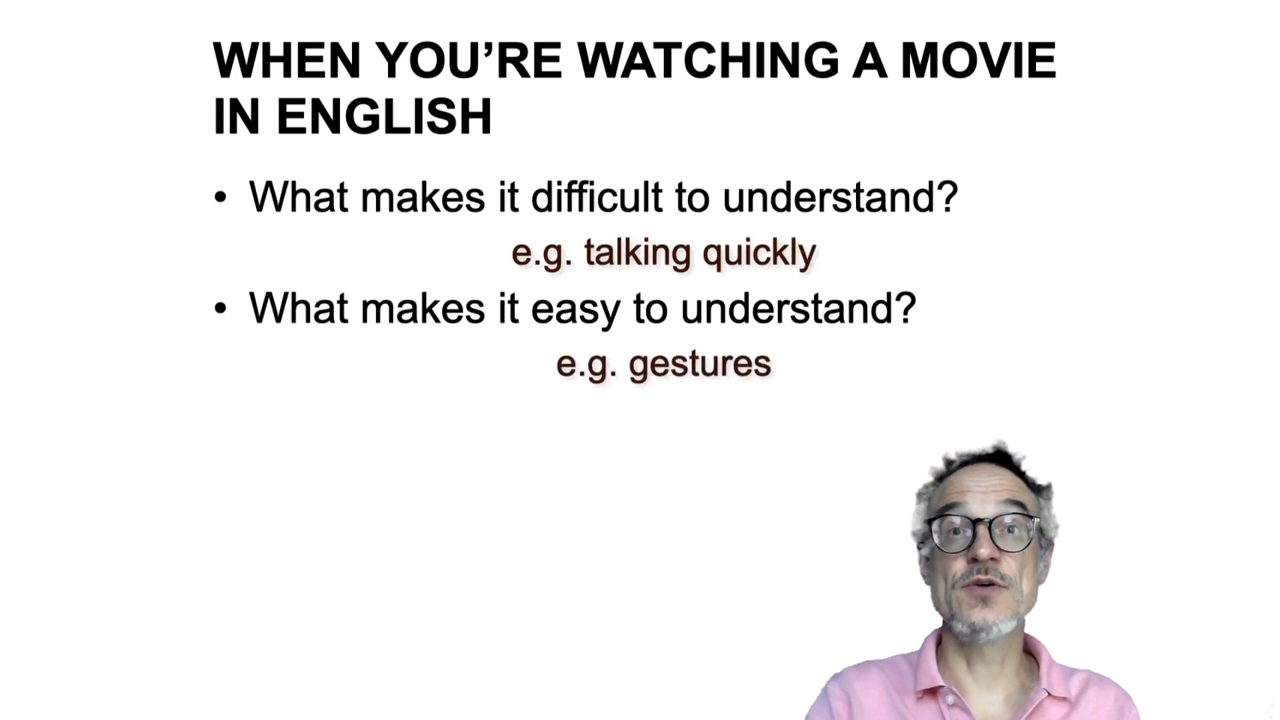 WHEN YOU’RE WATCHING A MOVIE
IN ENGLISH
• What makes it difficult to understand?
e.g. talking quickly
• What makes it easy to understand?
e.g. gestures